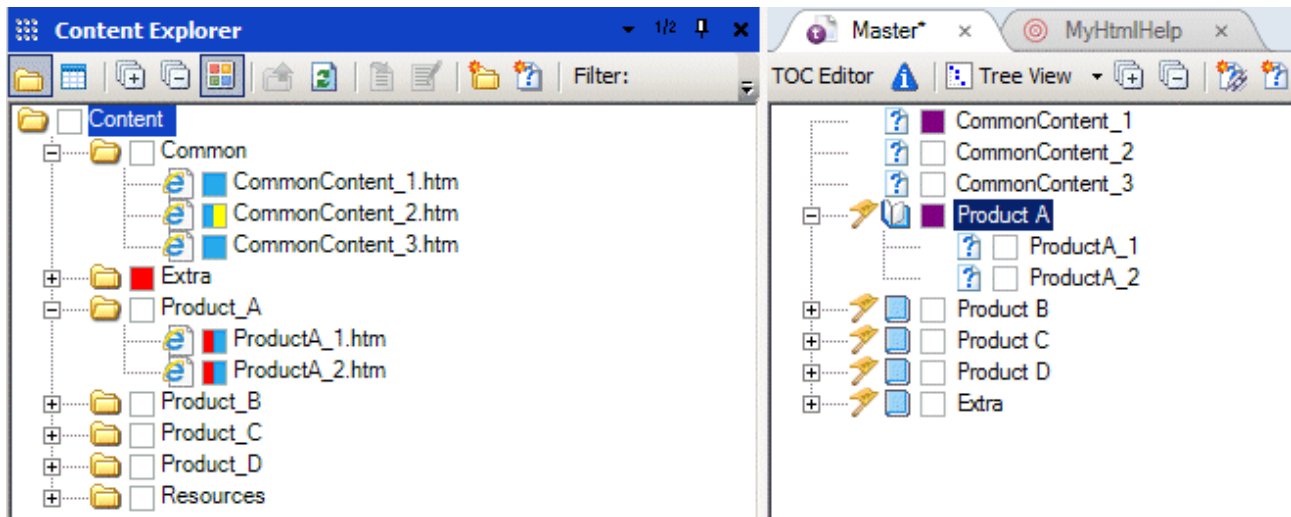 Content Explorer
1/2
Filter:
Content
Common
CommonContent_1.htm
CommonContent_2.htm
CommonContent_3.htm
Extra
Product_A
ProductA_1.htm
ProductA_2.htm
Product_B
Product_C
Product_D
Resources
Master*
MyHtmlHelp
TOC Editor
Tree View
CommonContent_1
CommonContent_2
CommonContent_3
Product A
ProductA_1
ProductA_2
Product B
Product C
Product D
Extra